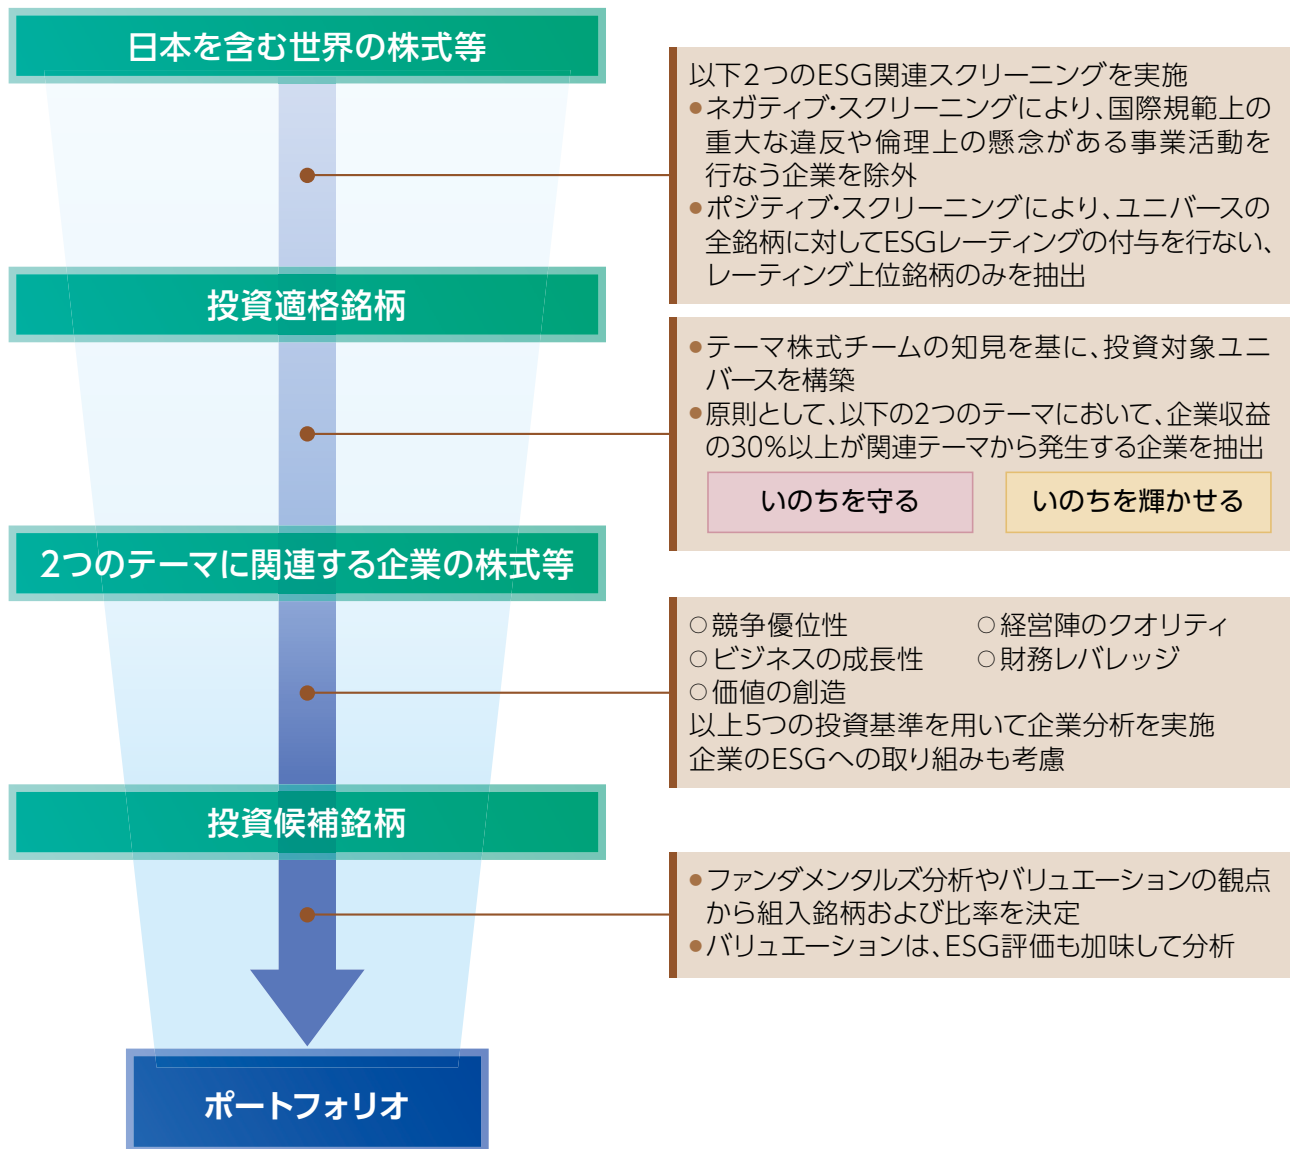 日本を含む世界の株式等
以下2つのESG関連スクリーニングを実施
●ネガティブ・スクリーニングにより、国際規範上の
重大な違反や倫理上の懸念がある事業活動を
行なう企業を除外
●ポジティブ・スクリーニングにより、ユニバースの
全銘柄に対してESGレーティングの付与を行ない、
レーティング上位銘柄のみを抽出
投資適格銘柄
●テーマ株式チームの知見を基に、投資対象ユニ
バースを構築
●原則として、以下の2つのテーマにおいて、企業収益
の30%以上が関連テーマから発生する企業を抽出
いのちを守る
いのちを輝かせる
2つのテーマに関連する企業の株式等
○競争優位性 ○経営陣のクオリティ
○ビジネスの成長性 ○財務レバレッジ
○価値の創造
以上5つの投資基準を用いて企業分析を実施
企業のESGへの取り組みも考慮
投資候補銘柄
●ファンダメンタルズ分析やバリュエーションの観点
から組入銘柄および比率を決定
●バリュエーションは、ESG評価も加味して分析
ポートフォリオ